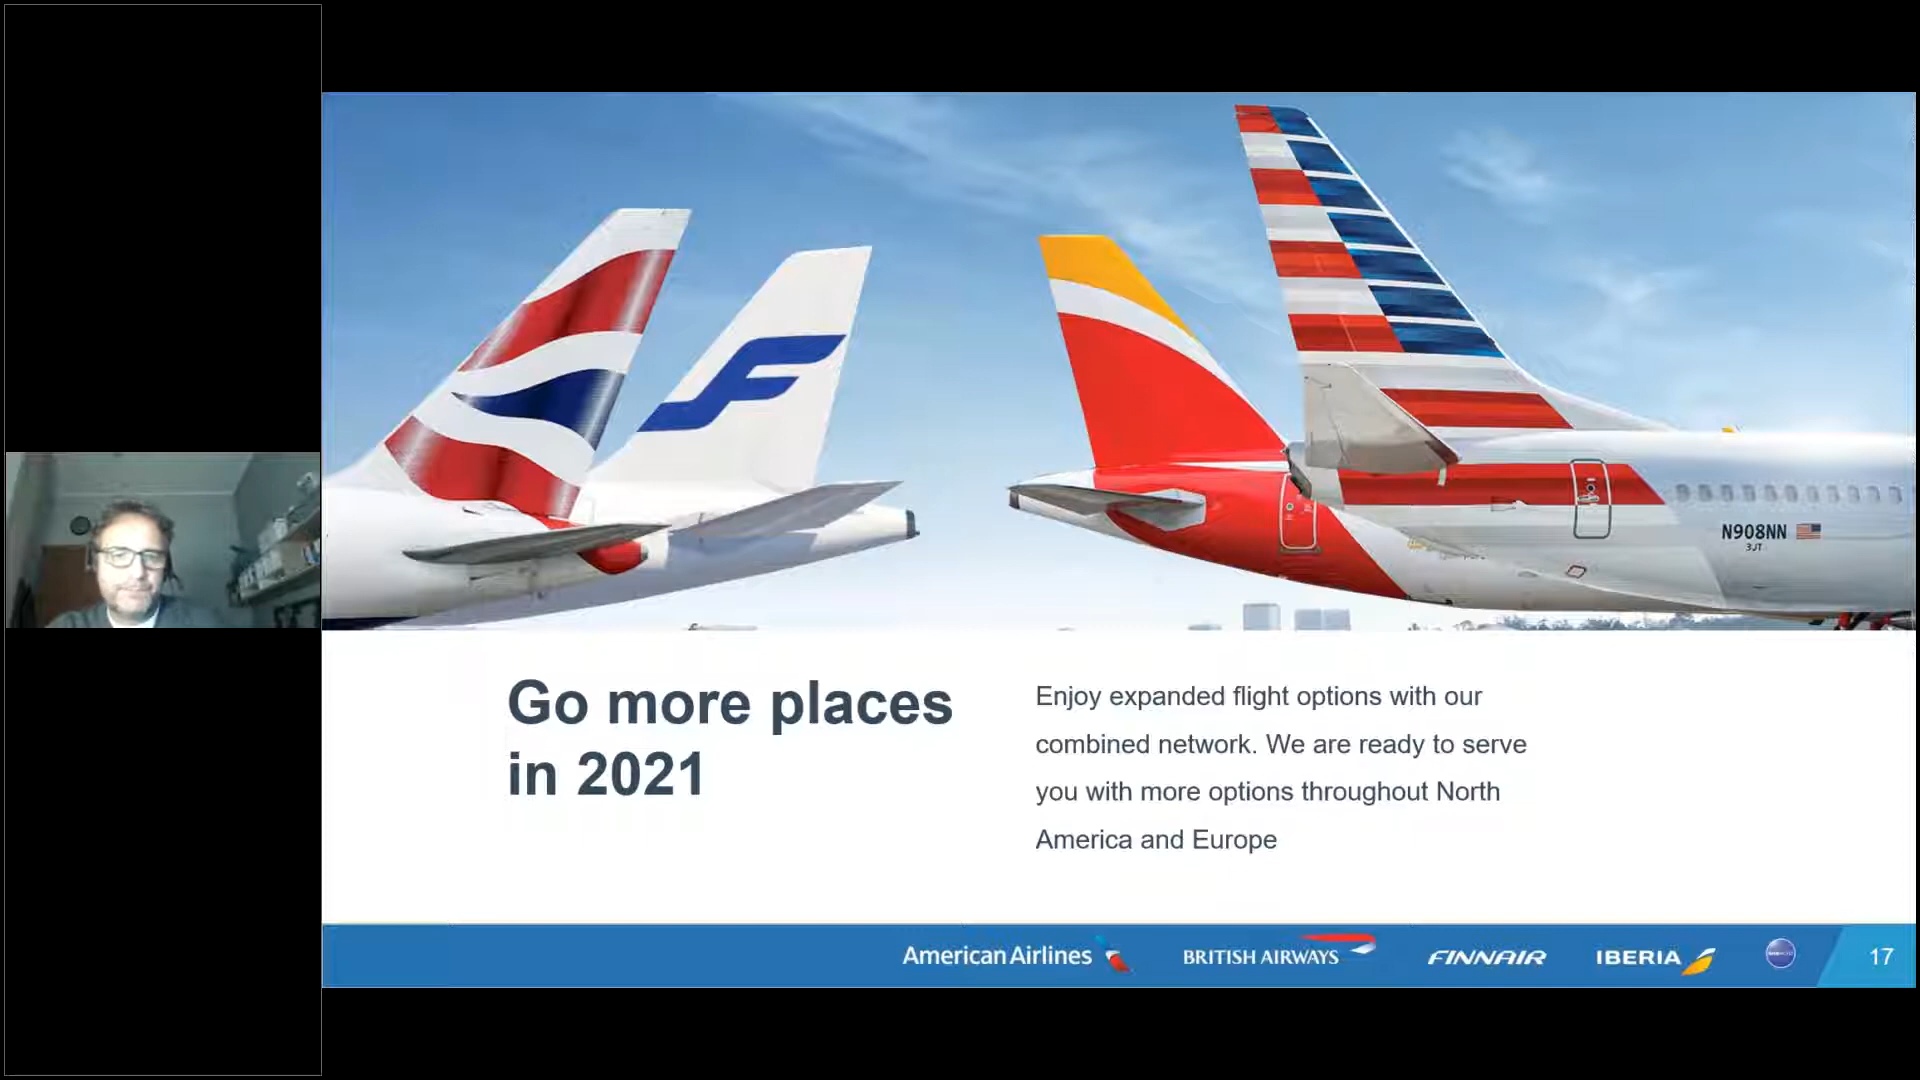 N908NN
3JT
Go more places
in 2021
Enjoy expanded flight options with our
combined network. We are ready to serve
you with more options throughout North
America and Europe
American Airlines
BRITISH AIRWAYS
FINNAIR
IBERIA
17